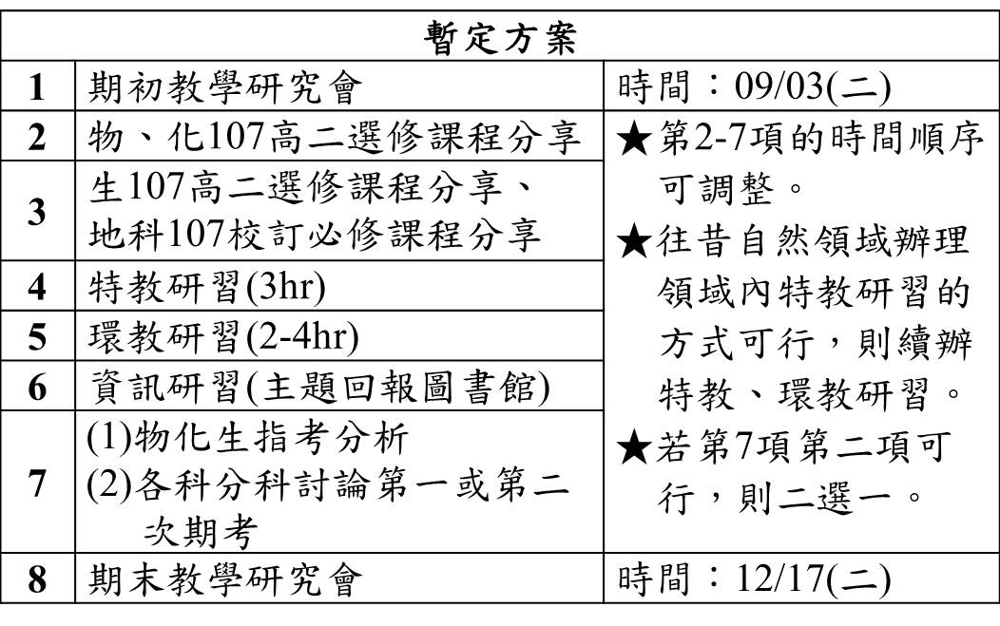 暫定方案
1 期初教學研究會 時間：09/03(二)
2 物、化107高二選修課程分享
3 生107高二選修課程分享、
地科107校訂必修課程分享
4 特教研習(3hr)
5 環教研習(2-4hr)
6 資訊研習(主題回報圖書館)
7 (1)物化生指考分析
(2)各科分科討論第一或第二
次期考
★第2-7項的時間順序
可調整。
★往昔自然領域辦理
領域內特教研習的
方式可行，則續辦
特教、環教研習。
★若第7項第二項可
行，則二選一。
8 期末教學研究會 時間：12/17(二)